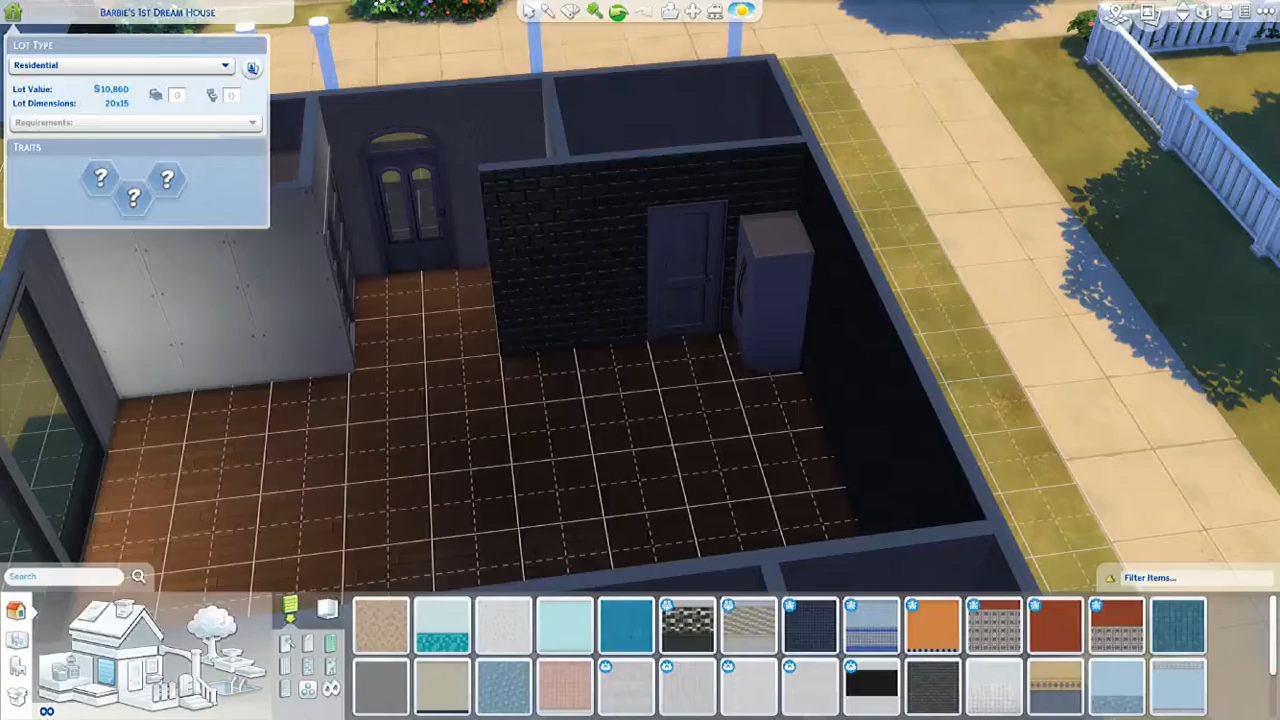 BARBIE'S 1ST DREAM HOUSE
LOT TYPE
Residential
Lot Value: $10,860
0 0
Lot Dimensions: 20x15
Requirements:
TRAITS
? ? ?
Search
Filter Items...